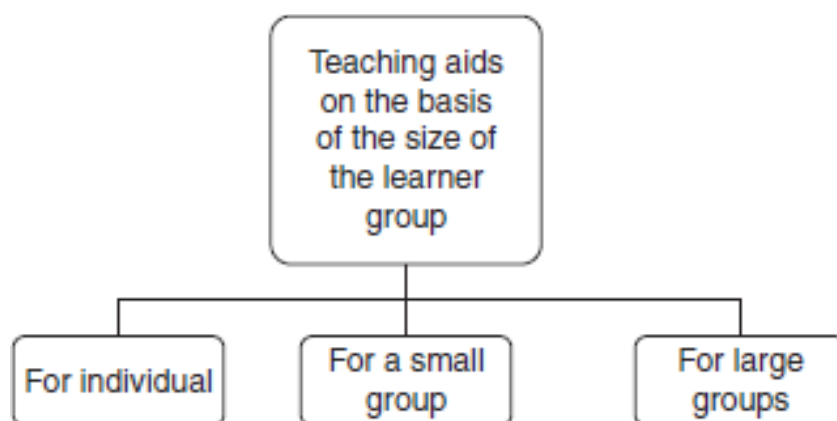 Teaching aids
on the basis
of the size of
the learner
group
For individual
For a small
group
For large
groups